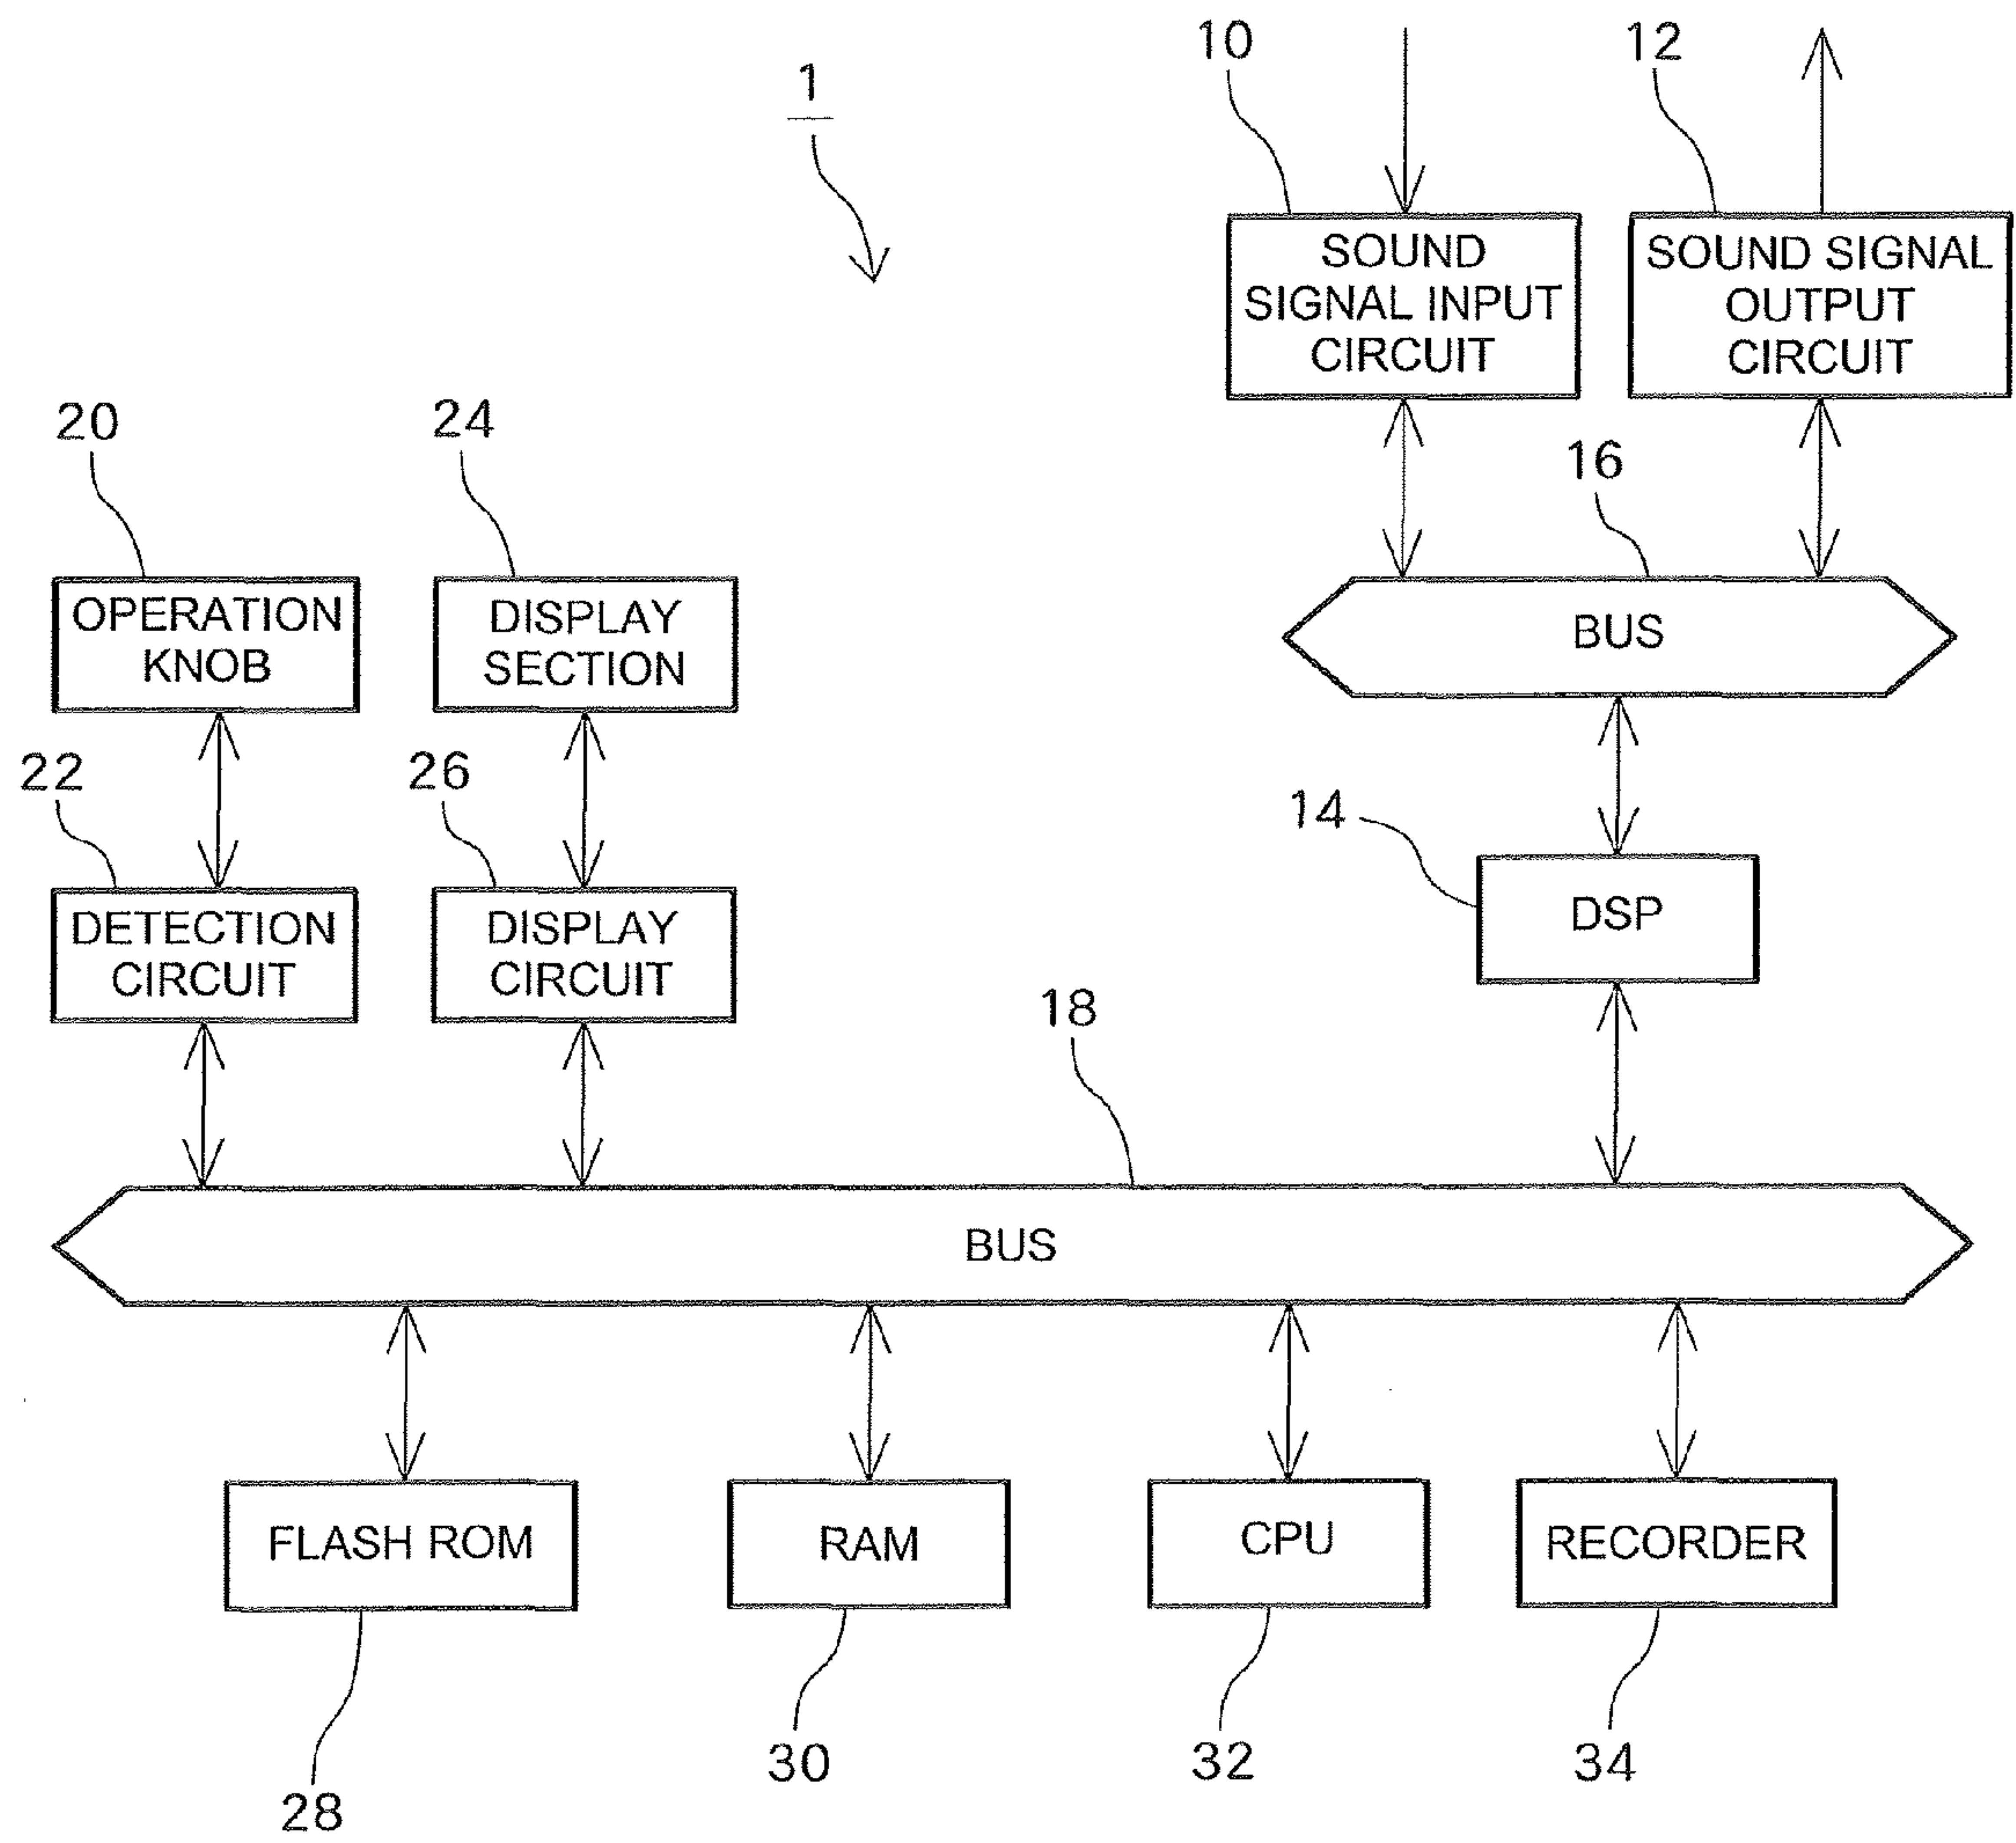 10
12
1
SOUND
SIGNAL INPUT
CIRCUIT
SOUND SIGNAL
OUTPUT
CIRCUIT
20
24
16
OPERATION
KNOB
DISPLAY
SECTION
BUS
22
26
14
DETECTION
CIRCUIT
DISPLAY
CIRCUIT
DSP
18
BUS
FLASH ROM
RAM
CPU
RECORDER
28
30
32
34